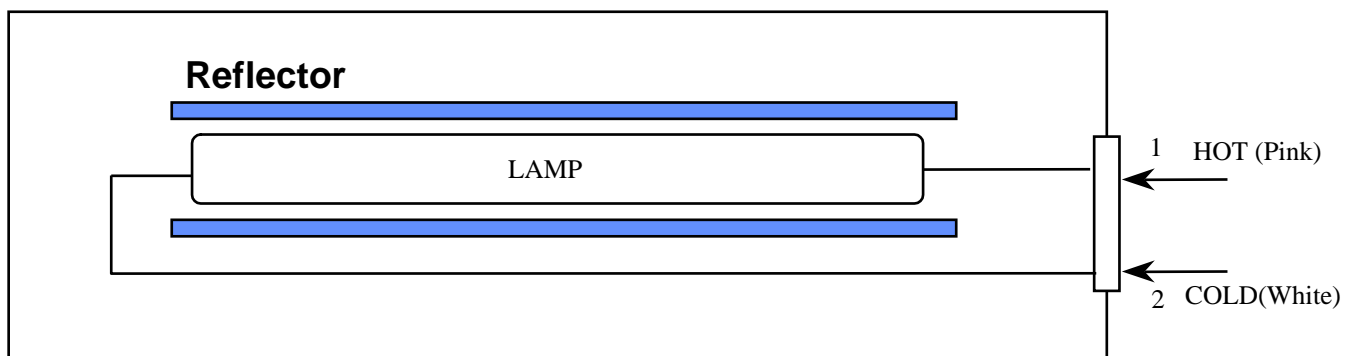 Reflector
LAMP
1
HOT (Pink)
2
COLD(White)